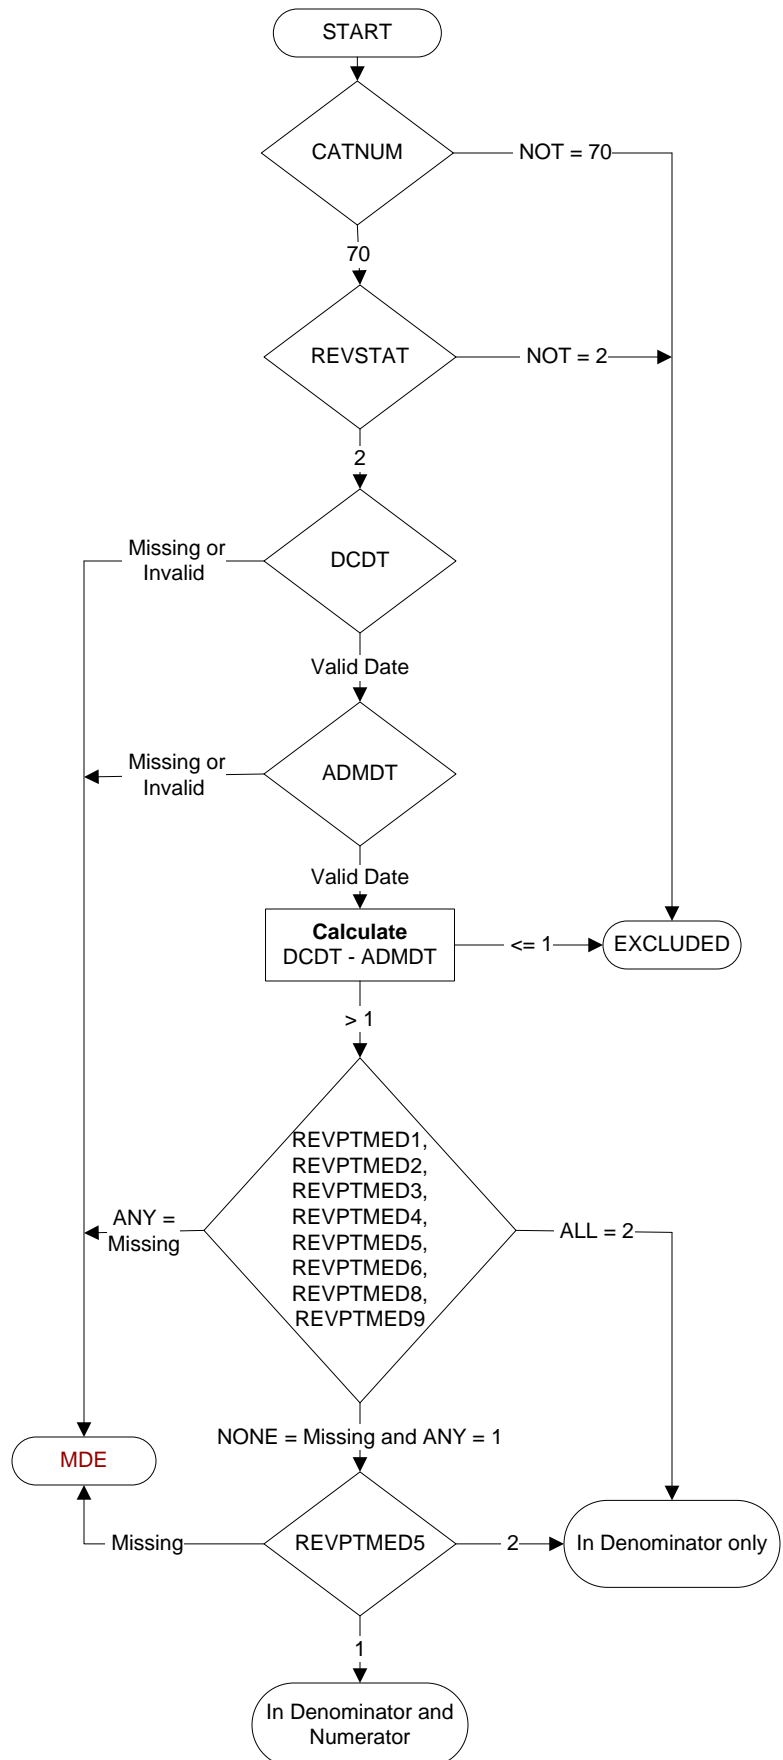 START
CATNUM
NOT = 70
70
REVSTAT
NOT = 2
2
Missing or
Invalid
DCDT
Valid Date
Missing or
Invalid
ADMDT
Valid Date
Calculate
DCDT - ADMDT
<= 1
EXCLUDED
> 1
REVPTMED1,
REVPTMED2,
REVPTMED3,
REVPTMED4,
REVPTMED5,
REVPTMED6,
REVPTMED8,
REVPTMED9
ANY =
Missing
ALL = 2
NONE = Missing and ANY = 1
MDE
Missing
REVPTMED5
2
In Denominator only
1
In Denominator and
Numerator